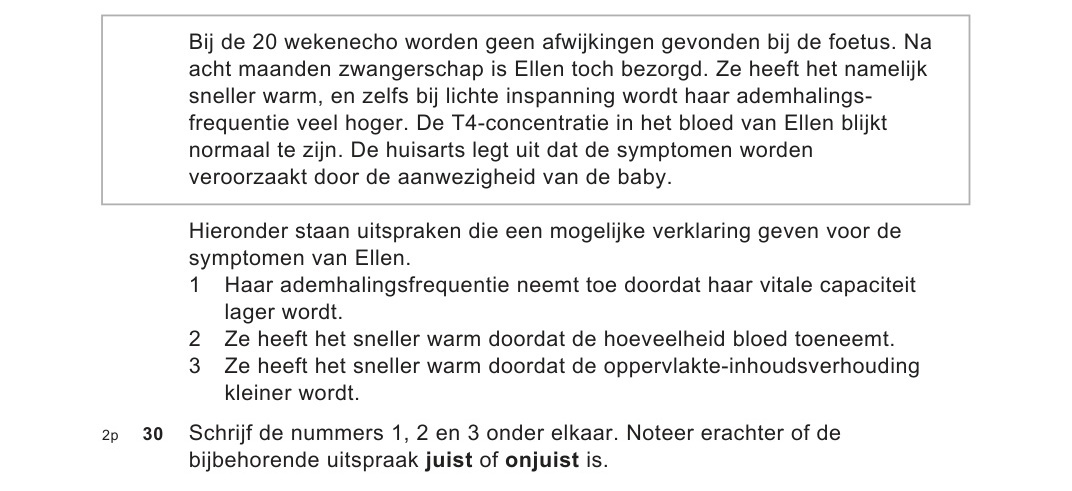 Bij de 20 wekenecho worden geen afwijkingen gevonden bij de foetus. Na
acht maanden zwangerschap is Ellen toch bezorgd. Ze heeft het namelijk
sneller warm, en zelfs bij lichte inspanning wordt haar ademhalings-
frequentie veel hoger. De T4-concentratie in het bloed van Ellen blijkt
normaal te zijn. De huisarts legt uit dat de symptomen worden
veroorzaakt door de aanwezigheid van de baby.
Hieronder staan uitspraken die een mogelijke verklaring geven voor de
symptomen van Ellen.
1 Haar ademhalingsfrequentie neemt toe doordat haar vitale capaciteit
lager wordt.
2 Ze heeft het sneller warm doordat de hoeveelheid bloed toeneemt.
3 Ze heeft het sneller warm doordat de oppervlakte-inhoudsverhouding
kleiner wordt.
2p 30 Schrijf de nummers 1, 2 en 3 onder elkaar. Noteer erachter of de
bijbehorende uitspraak juist of onjuist is.